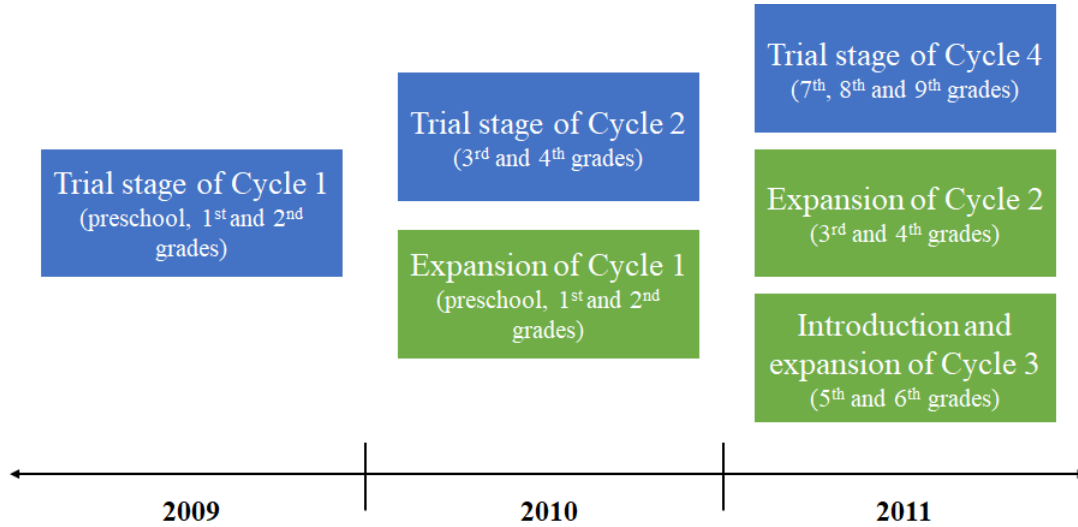 Trial stage of Cycle 1
(preschool, 1st and 2nd
grades)
Trial stage of Cycle 2
(3rd and 4th grades)
Expansion of Cycle 1
(preschool, 1st and 2nd
grades)
Trial stage of Cycle 4
(7th, 8th and 9th grades)
Expansion of Cycle 2
(3rd and 4th grades)
Introduction and
expansion of Cycle 3
(5th and 6th grades)
2009
2010
2011